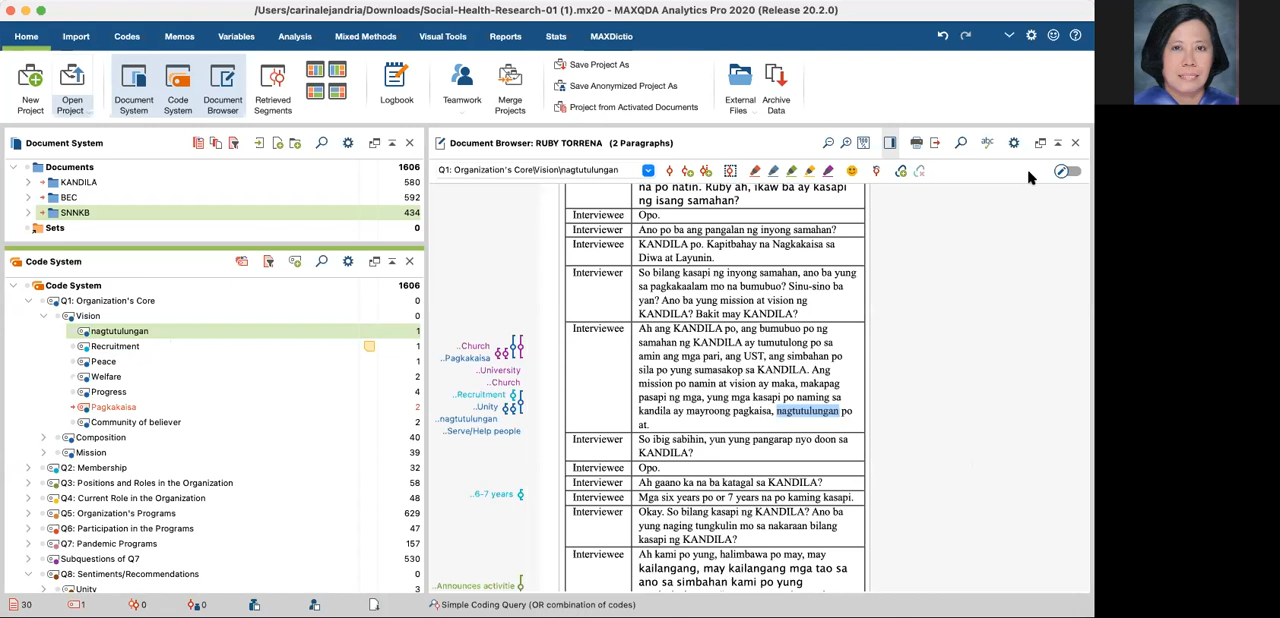 /Users/carinalejandria/Downloads/Social-Health-Research-01 (1).mx20 - MAXQDA Analytics Pro 2020 (Release 20.2.0)
Home Import Codes Memos Variables Analysis Mixed Methods Visual Tools Reports Stats MAXDictio
New Project
Open Project
Document System
Code System
Document Browser
Retrieved Segments
Logbook
Teamwork
Merge Projects
Save Project As
Save Anonymized Project As
Project from Activated Documents
External Files
Archive Data
Document System
Documents 1606
KANDILA 580
BEC 592
SNNKB 434
Sets 0
Code System
Code System 1606
Q1: Organization's Core 0
Vision 0
nagtutulungan 1
Recruitment 1
Peace 1
Welfare 2
Progress 4
Pagkakaisa 2
Community of believer 2
Composition 40
Mission 39
Q2: Membership 32
Q3: Positions and Roles in the Organization 58
Q4: Current Role in the Organization 65
Q5: Organization's Programs 629
Q6: Participation in the Programs 47
Q7: Pandemic Programs 157
Subquestions of Q7 530
Q8: Sentiments/Recommendations 0
Unity 3
30 1 0 0
Document Browser: RUBY TORRENA (2 Paragraphs)
Q1: Organization's Core\Vision\nagtutulungan
na po natin. Ruby ah, ikaw ba ay kasapi
ng isang samahan?
Interviewee Opo.
Interviewer Ano po ba ang pangalan ng inyong samahan?
Interviewee KANDILA po. Kapitbahay na Nagkakaisa sa
Diwa at Layunin.
Interviewer So bilang kasapi ng inyong samahan, ano ba yung
sa pagkakaalam mo na bumubuo? Sinu-sino ba
yan? Ano ba yung mission at vision ng
KANDILA? Bakit may KANDILA?
Interviewee Ah ang KANDILA po, ang bumubuo po ng
samahan ng KANDILA ay tumutulong po sa
amin ang mga pari, ang UST, ang simbahan po
sila po yung sumasakop sa KANDILA. Ang
mission po namin at vision ay maka, makapag
pasapi ng mga, yung mga kasapi po naming sa
kandila ay mayroong pagkaisa, nagtutulungan po
at.
Interviewer So ibig sabihin, yun yung pangarap nyo doon sa
KANDILA?
Interviewee Opo.
Interviewer Ah gaano ka na ba katagal sa KANDILA?
Interviewee Mga six years po or 7 years na po kaming kasapi.
Interviewer Okay. So bilang kasapi ng KANDILA? Ano ba
yung naging tungkulin mo sa nakaraan bilang
kasapi ng KANDILA?
Interviewee Ah kami po yung, halimbawa po may, may
kailangang, may kailangang mga tao sa
ano sa simbahan kami po yung
..Church
..Pagkakaisa
..University
..Church
..Recruitment
..Unity
..nagtutulungan
..Serve/Help people
..6-7 years
..Announces activitie
Simple Coding Query (OR combination of codes)